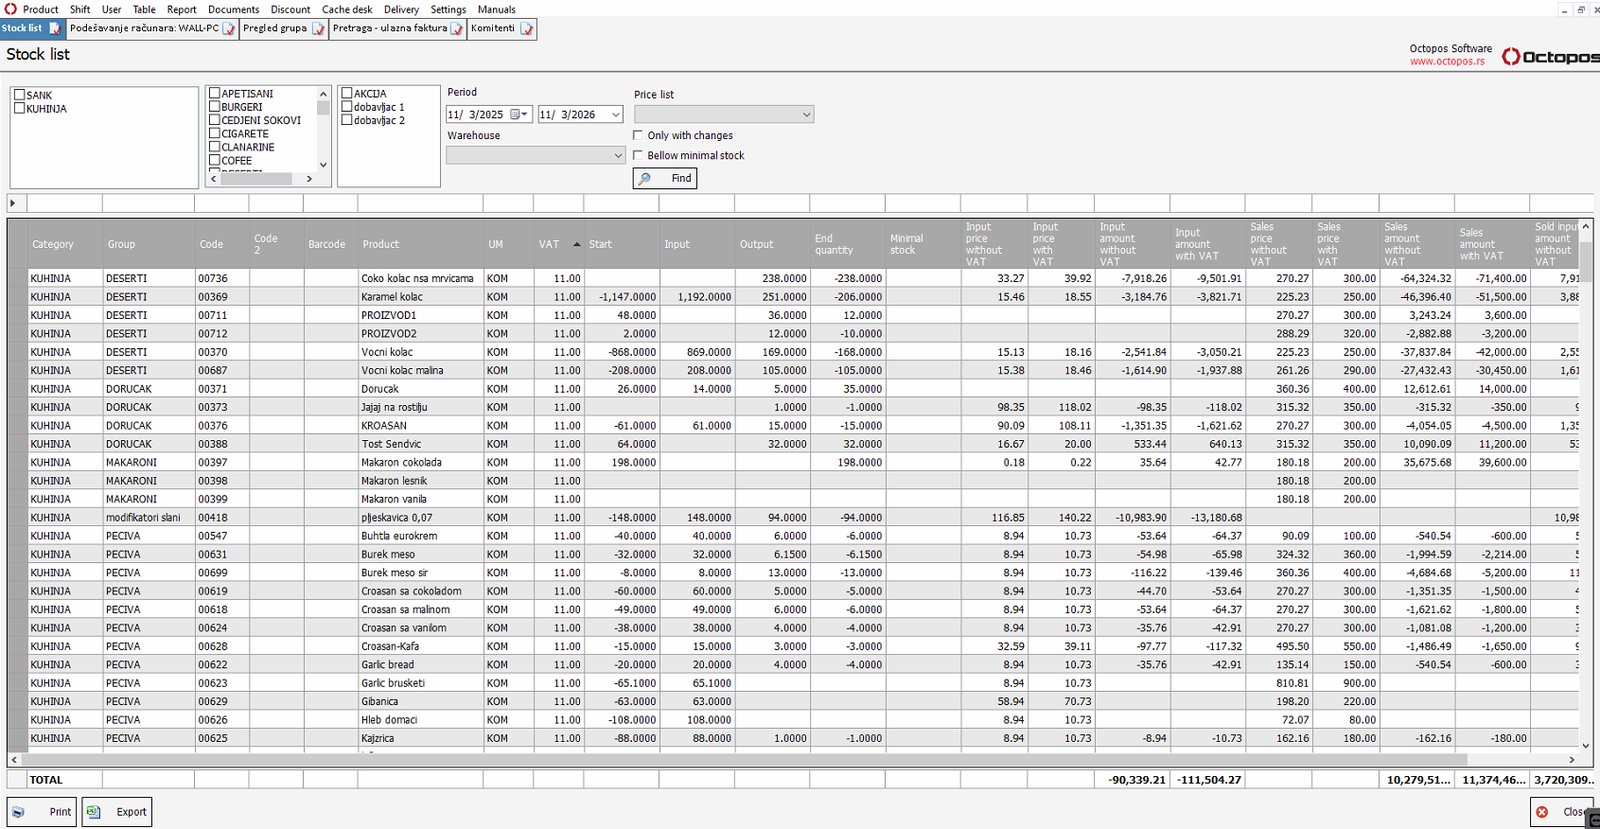 Product Shift User Table Report Documents Discount Cache desk Delivery Settings Manuals
Stock list Podešavanje računara: WALL-PC Pregled grupa Pretraga - ulazna faktura Komitenti
Stock list
Octopos Software
www.octopos.rs
Octopos
SANK
KUHINJA
APETISANI
BURGERI
CEDJENI SOKOVI
CIGARETE
CLANARINE
COFEE
AKCIJA
dobavljac 1
dobavljac 2
Period
11/ 3/2025 11/ 3/2026
Warehouse
Price list
Only with changes
Bellow minimal stock
Find
Category Group Code Code 2 Barcode Product UM VAT Start Input Output End quantity Minimal stock Input price without VAT Input price with VAT Input amount without VAT Input amount with VAT Sales price without VAT Sales price with VAT Sales amount without VAT Sales amount with VAT Sold input amount without VAT
KUHINJA DESERTI 00736 Coko kolac nsa mrvicama KOM 11.00 238.0000 -238.0000 33.27 39.92 -7,918.26 -9,501.91 270.27 300.00 -64,324.32 -71,400.00 7,91
KUHINJA DESERTI 00369 Karamel kolac KOM 11.00 -1,147.0000 1,192.0000 251.0000 -206.0000 15.46 18.55 -3,184.76 -3,821.71 225.23 250.00 -46,396.40 -51,500.00 3,88
KUHINJA DESERTI 00711 PROIZVOD1 KOM 11.00 48.0000 36.0000 12.0000 270.27 300.00 3,243.24 3,600.00
KUHINJA DESERTI 00712 PROIZVOD2 KOM 11.00 2.0000 12.0000 -10.0000 288.29 320.00 -2,882.88 -3,200.00
KUHINJA DESERTI 00370 Vocni kolac KOM 11.00 -868.0000 869.0000 169.0000 -168.0000 15.13 18.16 -2,541.84 -3,050.21 225.23 250.00 -37,837.84 -42,000.00 2,55
KUHINJA DESERTI 00687 Vocni kolac malina KOM 11.00 -208.0000 208.0000 105.0000 -105.0000 15.38 18.46 -1,614.90 -1,937.88 261.26 290.00 -27,432.43 -30,450.00 1,61
KUHINJA DORUCAK 00371 Dorucak KOM 11.00 26.0000 14.0000 5.0000 35.0000 360.36 400.00 12,612.61 14,000.00
KUHINJA DORUCAK 00373 Jajaj na rostilju KOM 11.00 1.0000 -1.0000 98.35 118.02 -98.35 -118.02 315.32 350.00 -315.32 -350.00 9
KUHINJA DORUCAK 00376 KROASAN KOM 11.00 -61.0000 61.0000 15.0000 -15.0000 90.09 108.11 -1,351.35 -1,621.62 270.27 300.00 -4,054.05 -4,500.00 1,35
KUHINJA DORUCAK 00388 Tost Sendvic KOM 11.00 64.0000 32.0000 32.0000 16.67 20.00 533.44 640.13 315.32 350.00 10,090.09 11,200.00 53
KUHINJA MAKARONI 00397 Makaron cokolada KOM 11.00 198.0000 198.0000 0.18 0.22 35.64 42.77 180.18 200.00 35,675.68 39,600.00
KUHINJA MAKARONI 00398 Makaron lesnik KOM 11.00 180.18 200.00
KUHINJA MAKARONI 00399 Makaron vanila KOM 11.00 180.18 200.00
KUHINJA modifikatori slani 00418 pljeskavica 0,07 KOM 11.00 -148.0000 148.0000 94.0000 -94.0000 116.85 140.22 -10,983.90 -13,180.68 10,98
KUHINJA PECIVA 00547 Buhtla eurokrem KOM 11.00 -40.0000 40.0000 6.0000 -6.0000 8.94 10.73 -53.64 -64.37 90.09 100.00 -540.54 -600.00 5
KUHINJA PECIVA 00631 Burek meso KOM 11.00 -32.0000 32.0000 6.1500 -6.1500 8.94 10.73 -54.98 -65.98 324.32 360.00 -1,994.59 -2,214.00 5
KUHINJA PECIVA 00699 Burek meso sir KOM 11.00 -8.0000 8.0000 13.0000 -13.0000 8.94 10.73 -116.22 -139.46 360.36 400.00 -4,684.68 -5,200.00 11
KUHINJA PECIVA 00619 Croasan sa cokoladom KOM 11.00 -60.0000 60.0000 5.0000 -5.0000 8.94 10.73 -44.70 -53.64 270.27 300.00 -1,351.35 -1,500.00 4
KUHINJA PECIVA 00618 Croasan sa malinom KOM 11.00 -49.0000 49.0000 6.0000 -6.0000 8.94 10.73 -53.64 -64.37 270.27 300.00 -1,621.62 -1,800.00 5
KUHINJA PECIVA 00624 Croasan sa vanilom KOM 11.00 -38.0000 38.0000 4.0000 -4.0000 8.94 10.73 -35.76 -42.91 270.27 300.00 -1,081.08 -1,200.00 3
KUHINJA PECIVA 00628 Croasan-Kafa KOM 11.00 -15.0000 15.0000 3.0000 -3.0000 32.59 39.11 -97.77 -117.32 495.50 550.00 -1,486.49 -1,650.00 9
KUHINJA PECIVA 00622 Garlic bread KOM 11.00 -20.0000 20.0000 4.0000 -4.0000 8.94 10.73 -35.76 -42.91 135.14 150.00 -540.54 -600.00 3
KUHINJA PECIVA 00623 Garlic brusketi KOM 11.00 -65.1000 65.1000 8.94 10.73 810.81 900.00
KUHINJA PECIVA 00629 Gibanica KOM 11.00 -63.0000 63.0000 58.94 70.73 198.20 220.00
KUHINJA PECIVA 00626 Hleb domaci KOM 11.00 -108.0000 108.0000 8.94 10.73 72.07 80.00
KUHINJA PECIVA 00625 Kajzrica KOM 11.00 -88.0000 88.0000 1.0000 -1.0000 8.94 10.73 -8.94 -10.73 162.16 180.00 -162.16 -180.00
TOTAL -90,339.21 -111,504.27 10,279,51... 11,374,46... 3,720,309...
Print Export Close